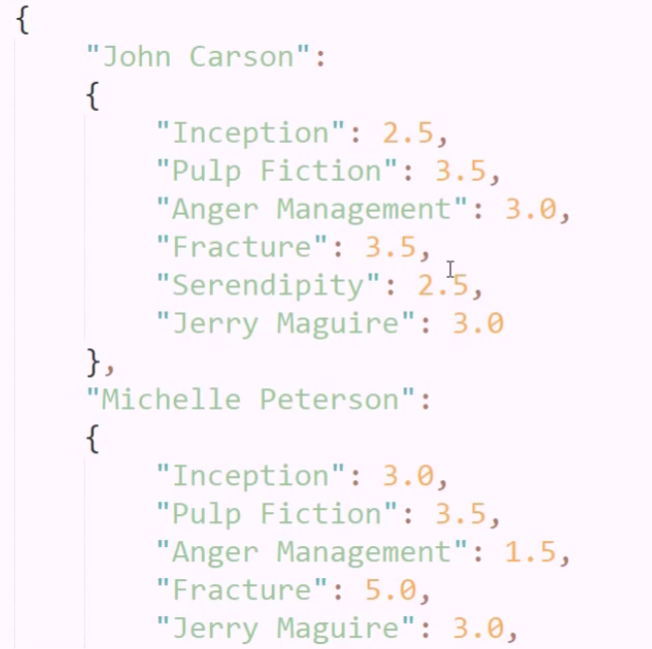 {
"John Carson":
{
"Inception": 2.5,
"Pulp Fiction": 3.5,
"Anger Management": 3.0,
"Fracture": 3.5,
"Serendipity": 2.5,
"Jerry Maguire": 3.0
},
"Michelle Peterson":
{
"Inception": 3.0,
"Pulp Fiction": 3.5,
"Anger Management": 1.5,
"Fracture": 5.0,
"Jerry Maguire": 3.0,